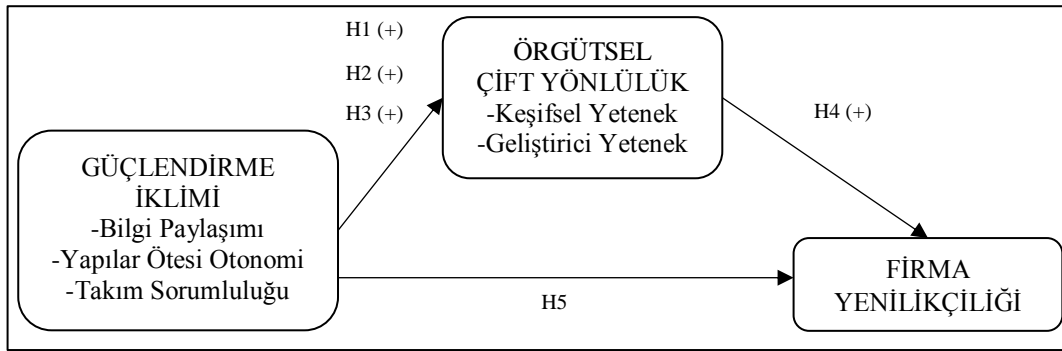 H1 (+)
H2 (+)
H3 (+)
ÖRGÜTSEL
ÇİFT YÖNLÜLÜK
-Keşifsel Yetenek
-Geliştirici Yetenek
H4 (+)
GÜÇLENDİRME
İKLİMİ
-Bilgi Paylaşımı
-Yapılar Ötesi Otonomi
-Takım Sorumluluğu
H5
FİRMA
YENİLİKÇİLİĞİ